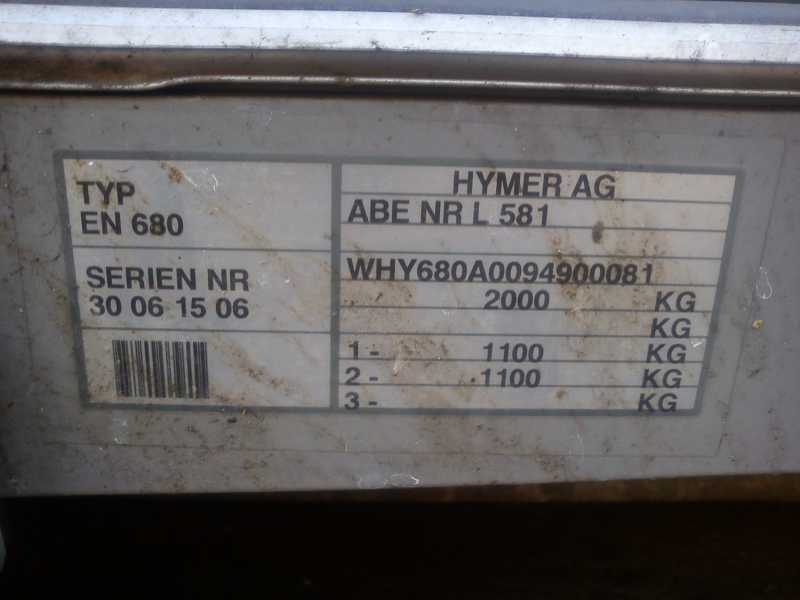 TYP
EN 680
SERIEN NR
30 06 15 06
HYMER AG
ABE NR L 581
WHY680A0094900081
2000 KG
KG
1 - 1100 KG
2 - 1100 KG
3 - KG